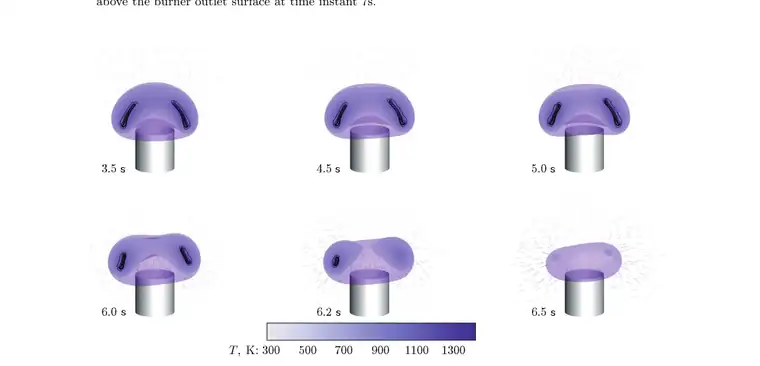 above the burner outlet surface at time instant 7s.
3.5 s
4.5 s
5.0 s
6.0 s
6.2 s
6.5 s
T, K: 300 500 700 900 1100 1300